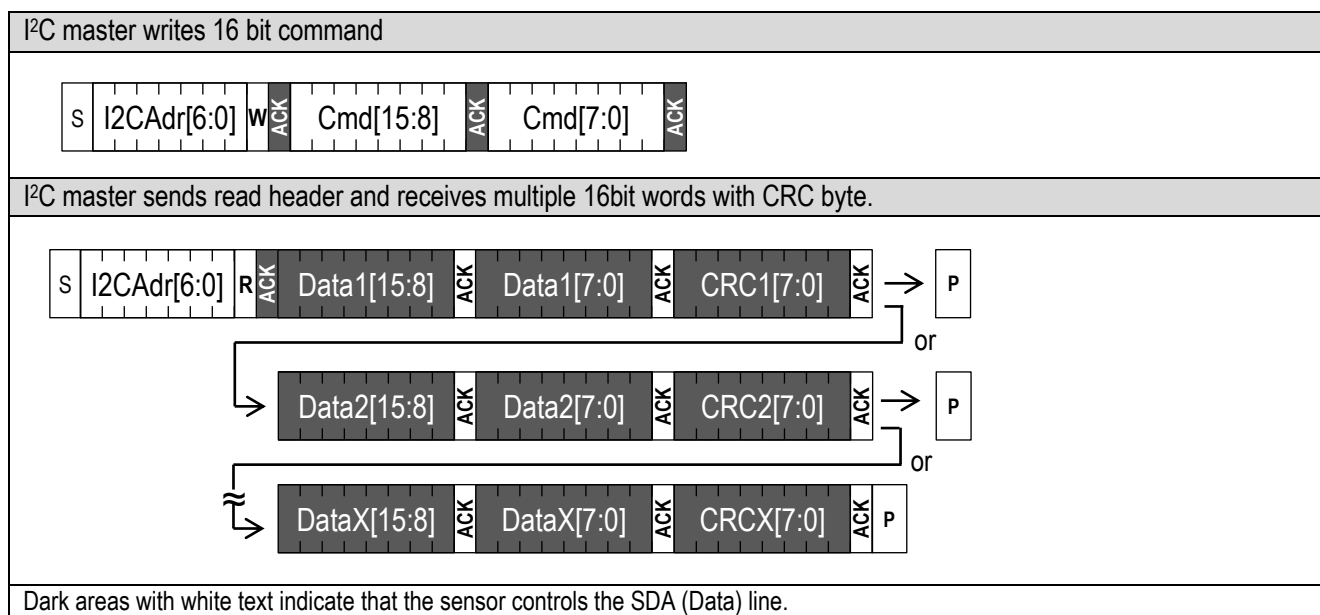 I²C master writes 16 bit command
S I2CAdr[6:0] W ACK Cmd[15:8] ACK Cmd[7:0] ACK
I²C master sends read header and receives multiple 16bit words with CRC byte.
S I2CAdr[6:0] R ACK Data1[15:8] ACK Data1[7:0] ACK CRC1[7:0] ACK P
or
Data2[15:8] ACK Data2[7:0] ACK CRC2[7:0] ACK P
or
DataX[15:8] ACK DataX[7:0] ACK CRCX[7:0] ACK P
Dark areas with white text indicate that the sensor controls the SDA (Data) line.